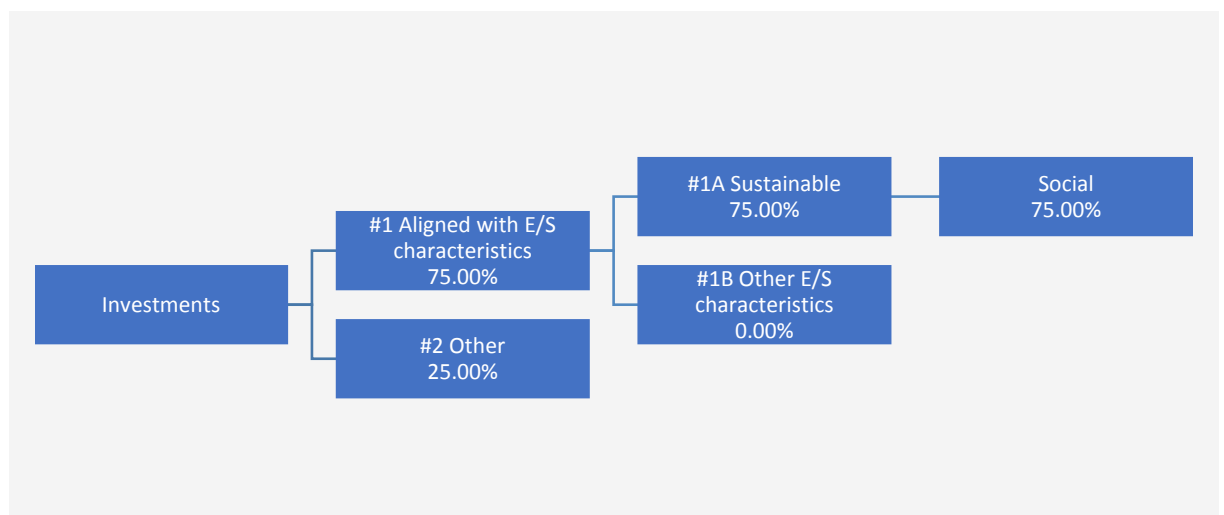 Investments
#1 Aligned with E/S
characteristics
75.00%
#2 Other
25.00%
#1A Sustainable
75.00%
#1B Other E/S
characteristics
0.00%
Social
75.00%